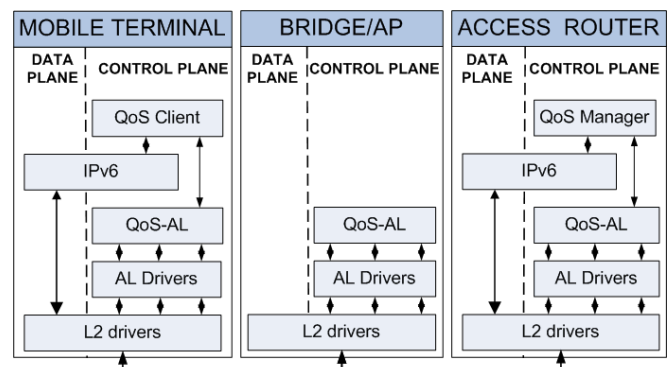 MOBILE TERMINAL
DATA PLANE
CONTROL PLANE
QoS Client
IPv6
QoS-AL
AL Drivers
L2 drivers
BRIDGE/AP
DATA PLANE
CONTROL PLANE
QoS-AL
AL Drivers
L2 drivers
ACCESS ROUTER
DATA PLANE
CONTROL PLANE
QoS Manager
IPv6
QoS-AL
AL Drivers
L2 drivers